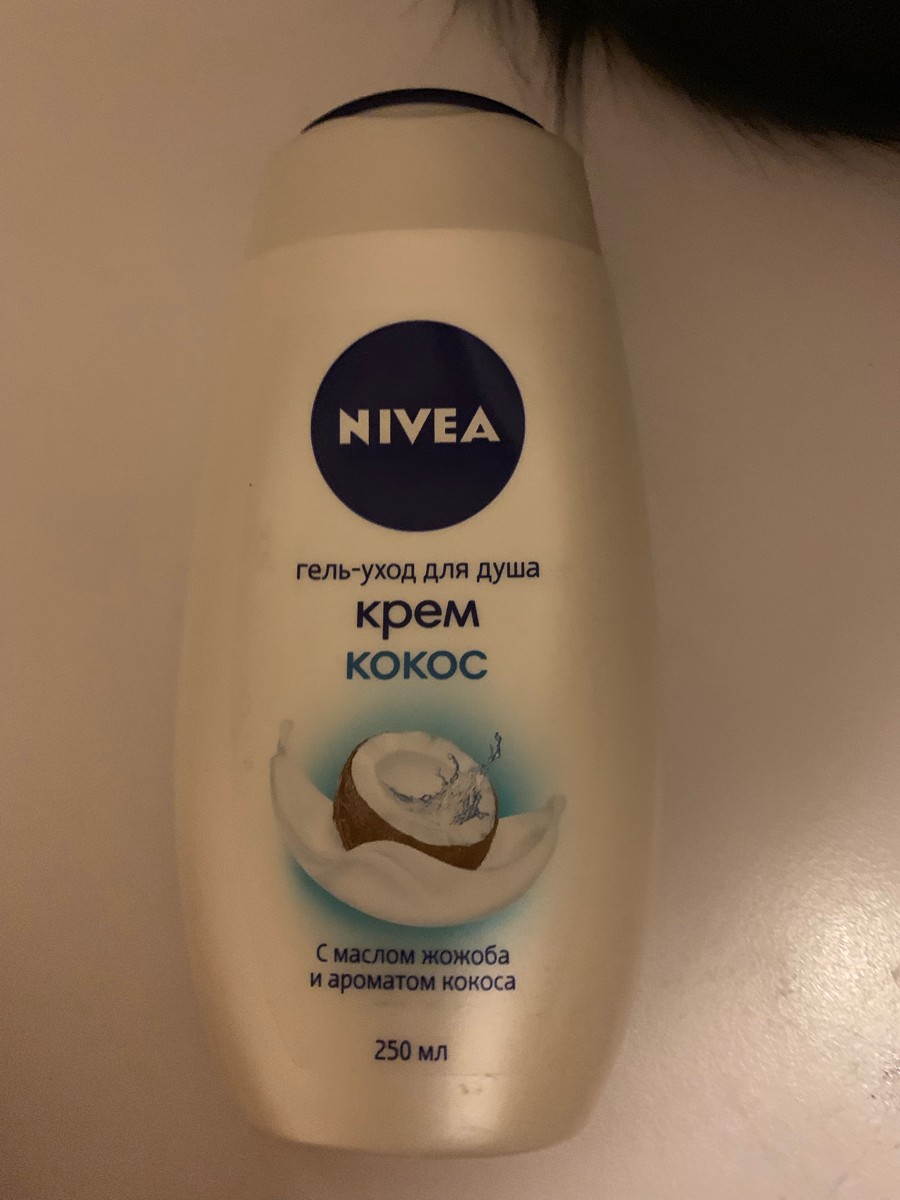 NIVEA
гель-уход для душа
крем
кокос
С маслом жожоба
и ароматом кокоса
250 мл